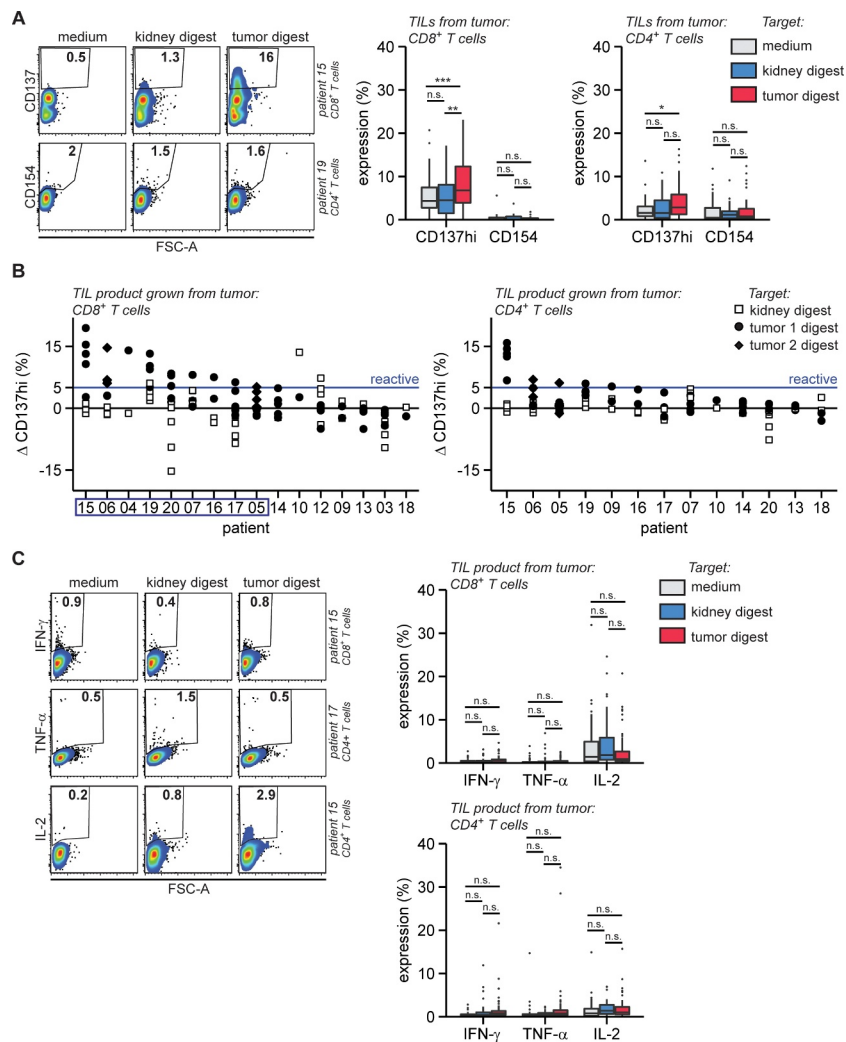 A
medium
kidney digest
tumor digest
CD137
0.5
1.3
16
patient 15
CD8+ T cells
CD154
2
1.5
1.6
patient 19
CD4+ T cells
FSC-A
TILs from tumor:
CD8+ T cells
expression (%)
40
30
20
10
0
***
n.s.
**
n.s.
n.s.
n.s.
CD137hi
CD154
TILs from tumor:
CD4+ T cells
expression (%)
40
30
20
10
0
*
n.s.
n.s.
n.s.
n.s.
n.s.
CD137hi
CD154
Target:
medium
kidney digest
tumor digest
B
TIL product grown from tumor:
CD8+ T cells
Δ CD137hi (%)
15
5
0
-15
reactive
15 06 04 19 20 07 16 17 05 14 10 12 09 13 03 18
patient
TIL product grown from tumor:
CD4+ T cells
Δ CD137hi (%)
15
5
0
-15
reactive
15 06 05 19 09 12 04 16 17 07 10 14 20 13 03 18
patient
Target:
kidney digest
tumor 1 digest
tumor 2 digest
C
medium
kidney digest
tumor digest
IFN-γ
0.9
0.4
0.8
patient 15
CD8+ T cells
TNF-α
0.5
1.5
0.5
patient 17
CD4+ T cells
IL-2
0.2
0.8
2.9
patient 15
CD4+ T cells
FSC-A
TIL product from tumor:
CD8+ T cells
expression (%)
40
30
20
10
0
n.s.
n.s.
n.s.
n.s.
n.s.
n.s.
n.s.
n.s.
n.s.
IFN-γ
TNF-α
IL-2
Target:
medium
kidney digest
tumor digest
TIL product from tumor:
CD4+ T cells
expression (%)
40
30
20
10
0
n.s.
n.s.
n.s.
n.s.
n.s.
n.s.
n.s.
n.s.
n.s.
IFN-γ
TNF-α
IL-2